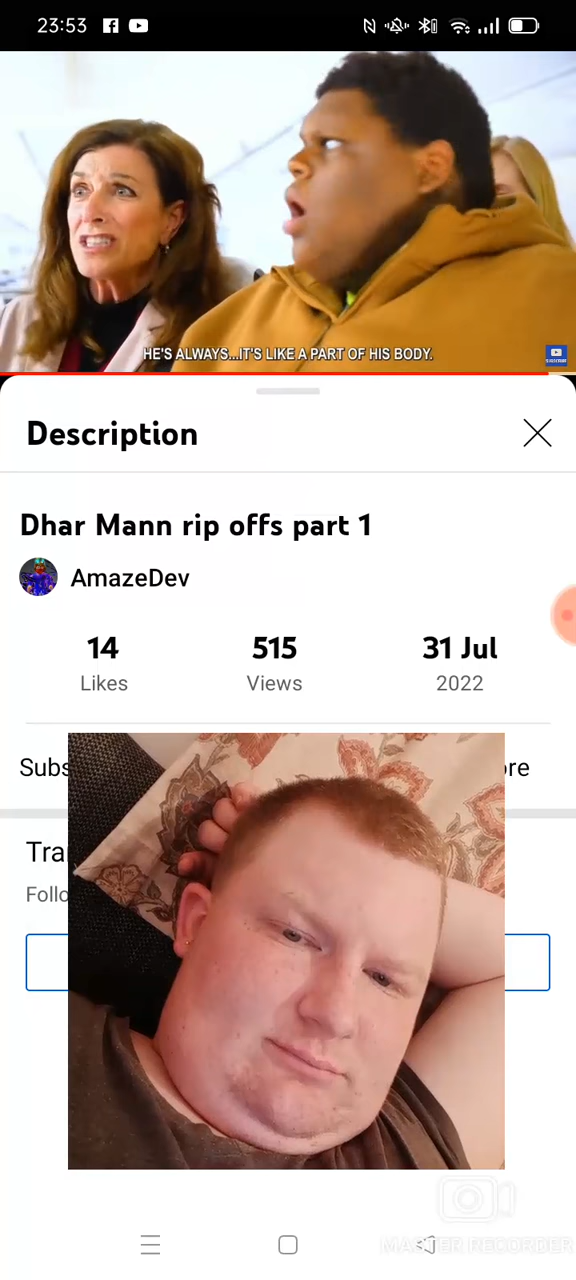 23:53
HE'S ALWAYS...IT'S LIKE A PART OF HIS BODY.
Description
Dhar Mann rip offs part 1
AmazeDev
14 515 31 Jul
Likes Views 2022
Subs ore
Tra
Follo
MASTER RECORDER